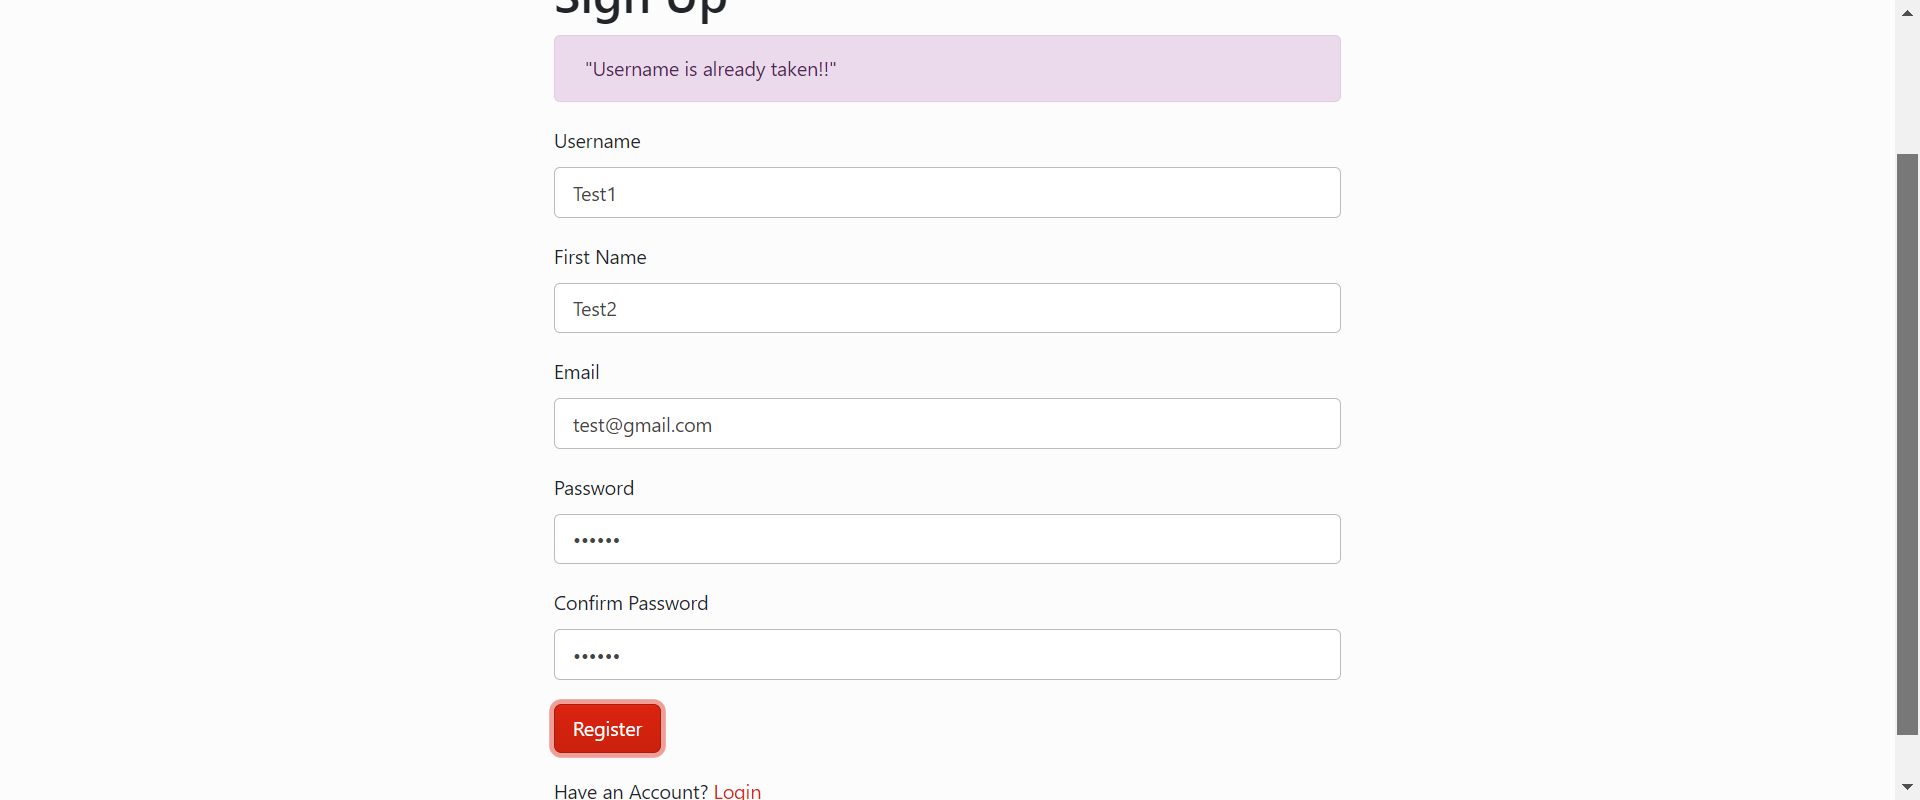 Sign Up
"Username is already taken!!"
Username
Test1
First Name
Test2
Email
test@gmail.com
Password
••••••
Confirm Password
••••••
Register
Have an Account? Login